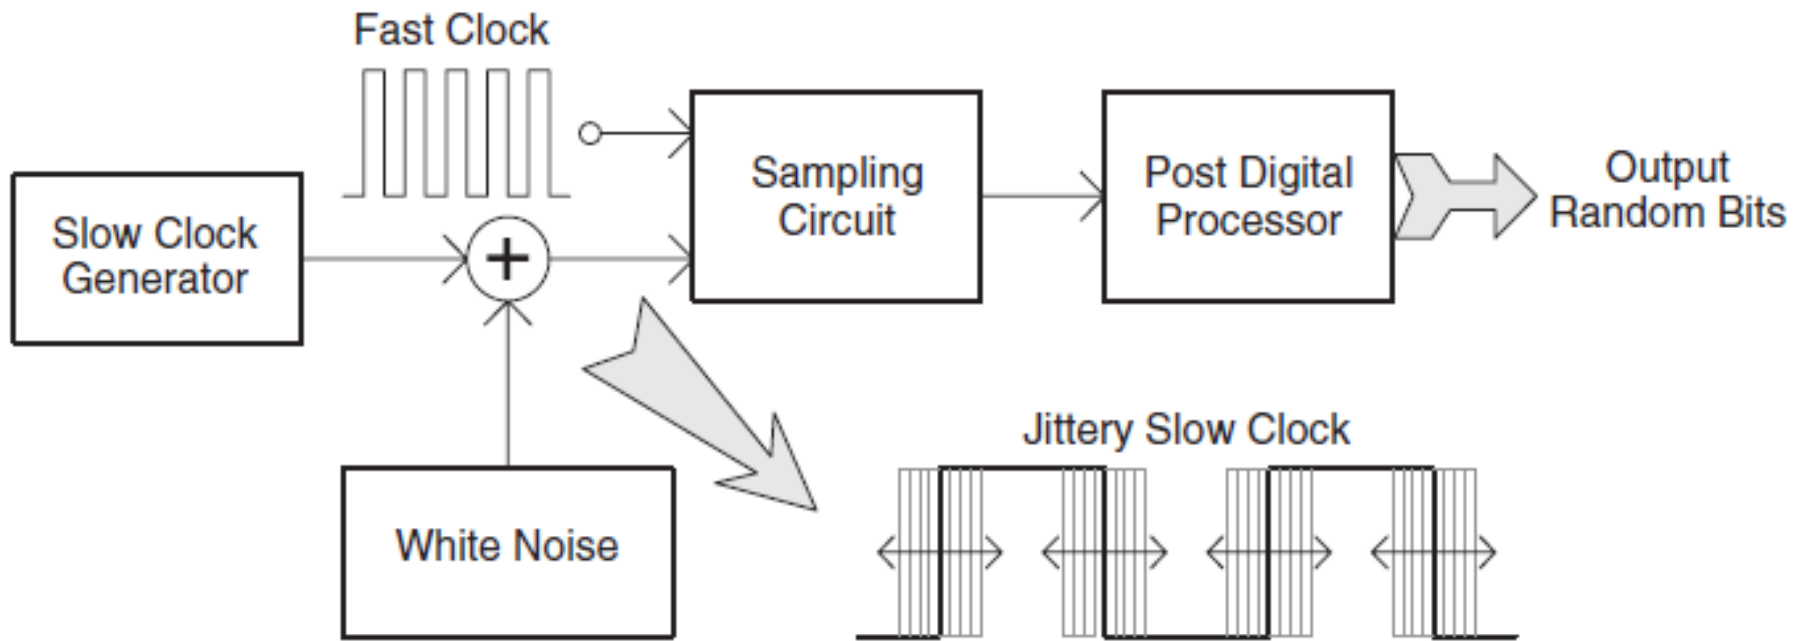 Fast Clock
Slow Clock
Generator
+
Sampling
Circuit
Post Digital
Processor
Output
Random Bits
White Noise
Jittery Slow Clock